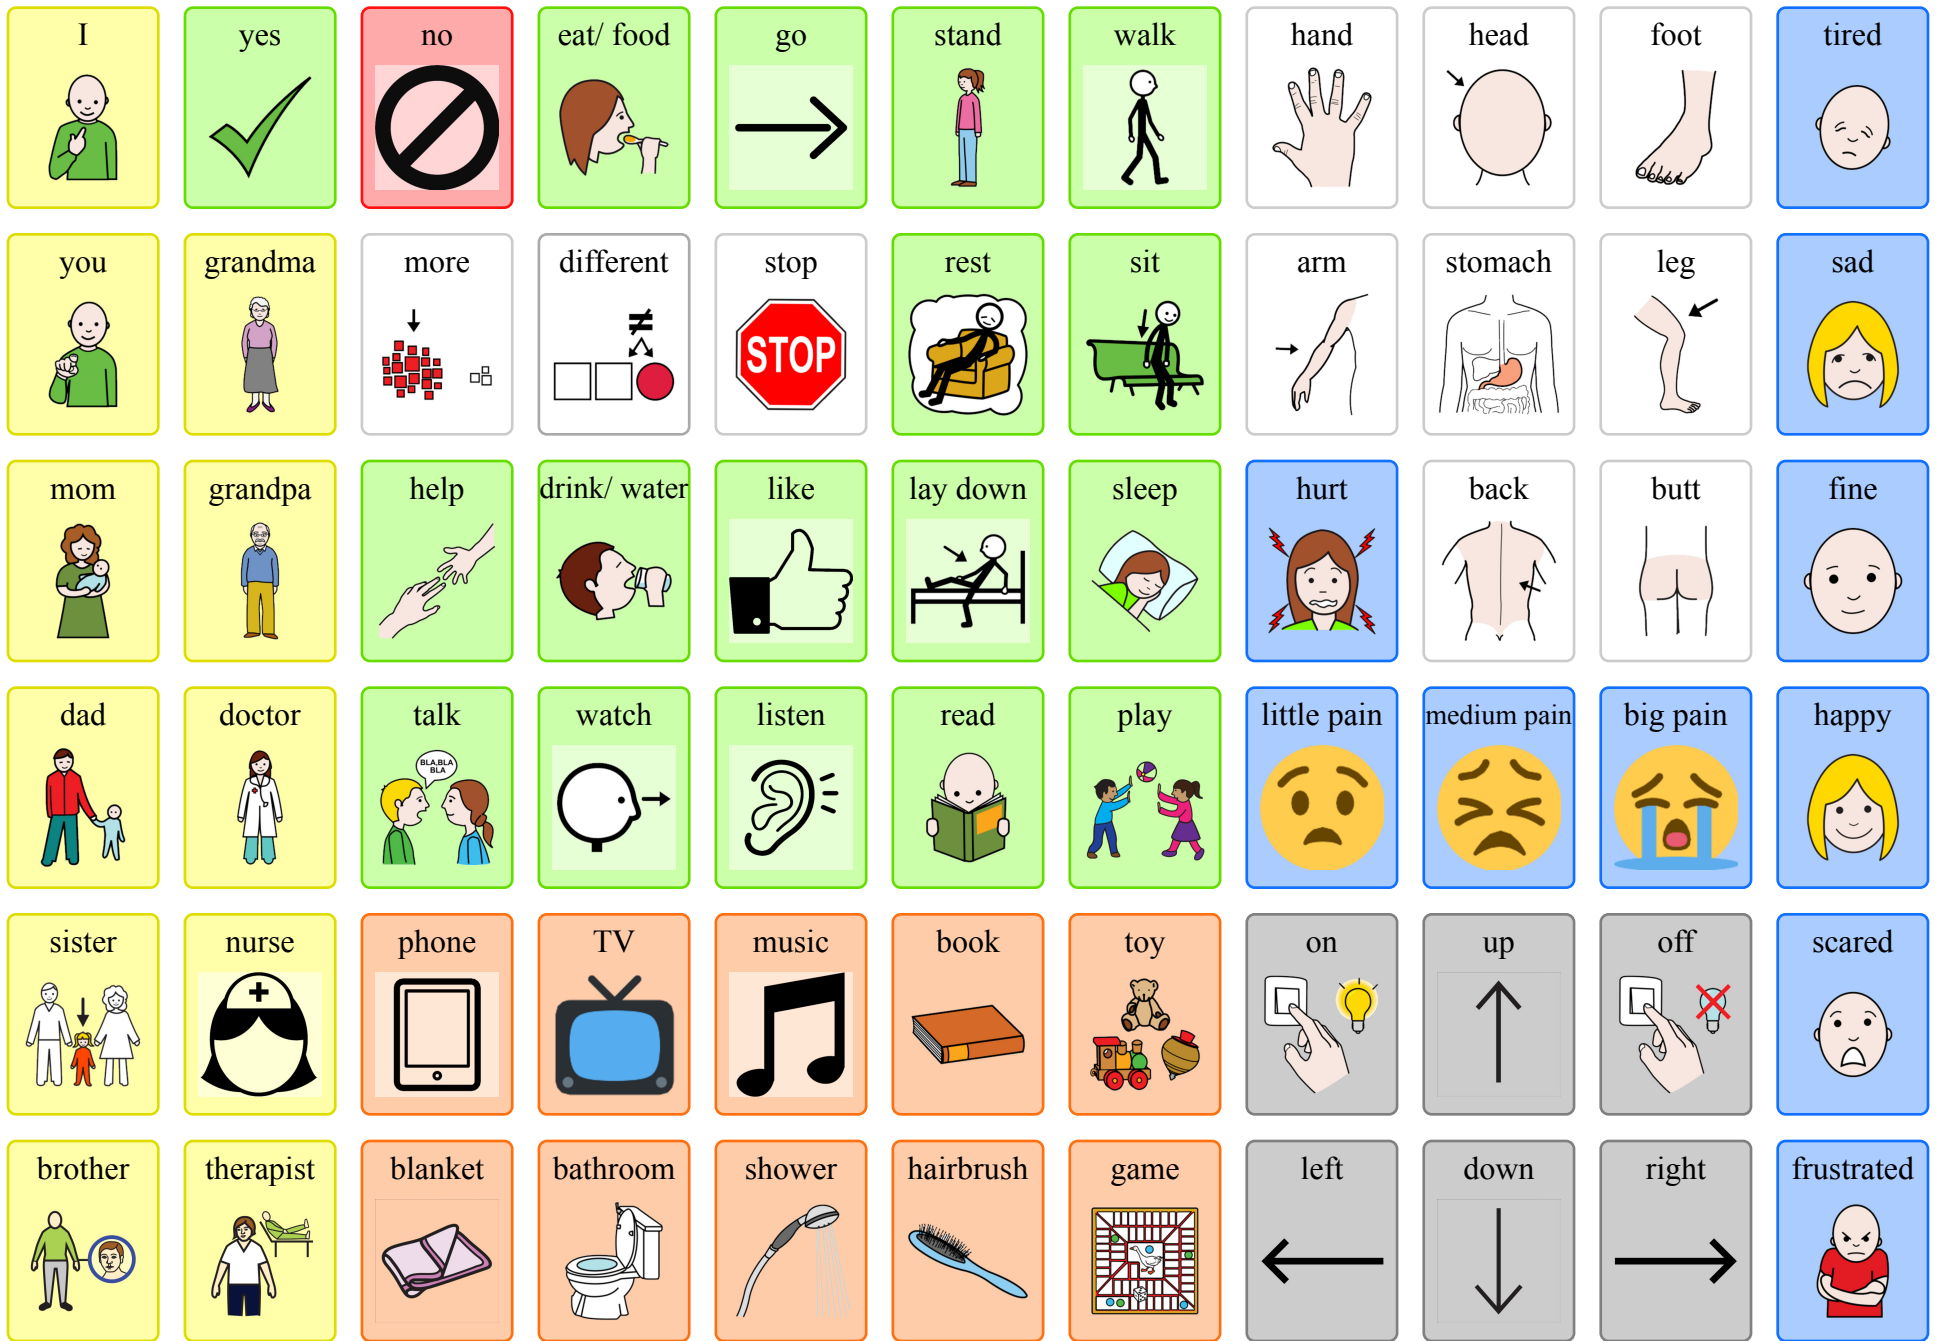 I
yes
no
eat/ food
go
stand
walk
hand
head
foot
tired
you
grandma
more
different
stop
STOP
rest
sit
arm
stomach
leg
sad
mom
grandpa
help
drink/ water
like
lay down
sleep
hurt
back
butt
fine
dad
doctor
talk
BLA,BLA
BLA
watch
listen
read
play
little pain
medium pain
big pain
happy
sister
nurse
phone
TV
music
book
toy
on
up
off
scared
brother
therapist
blanket
bathroom
shower
hairbrush
game
left
down
right
frustrated